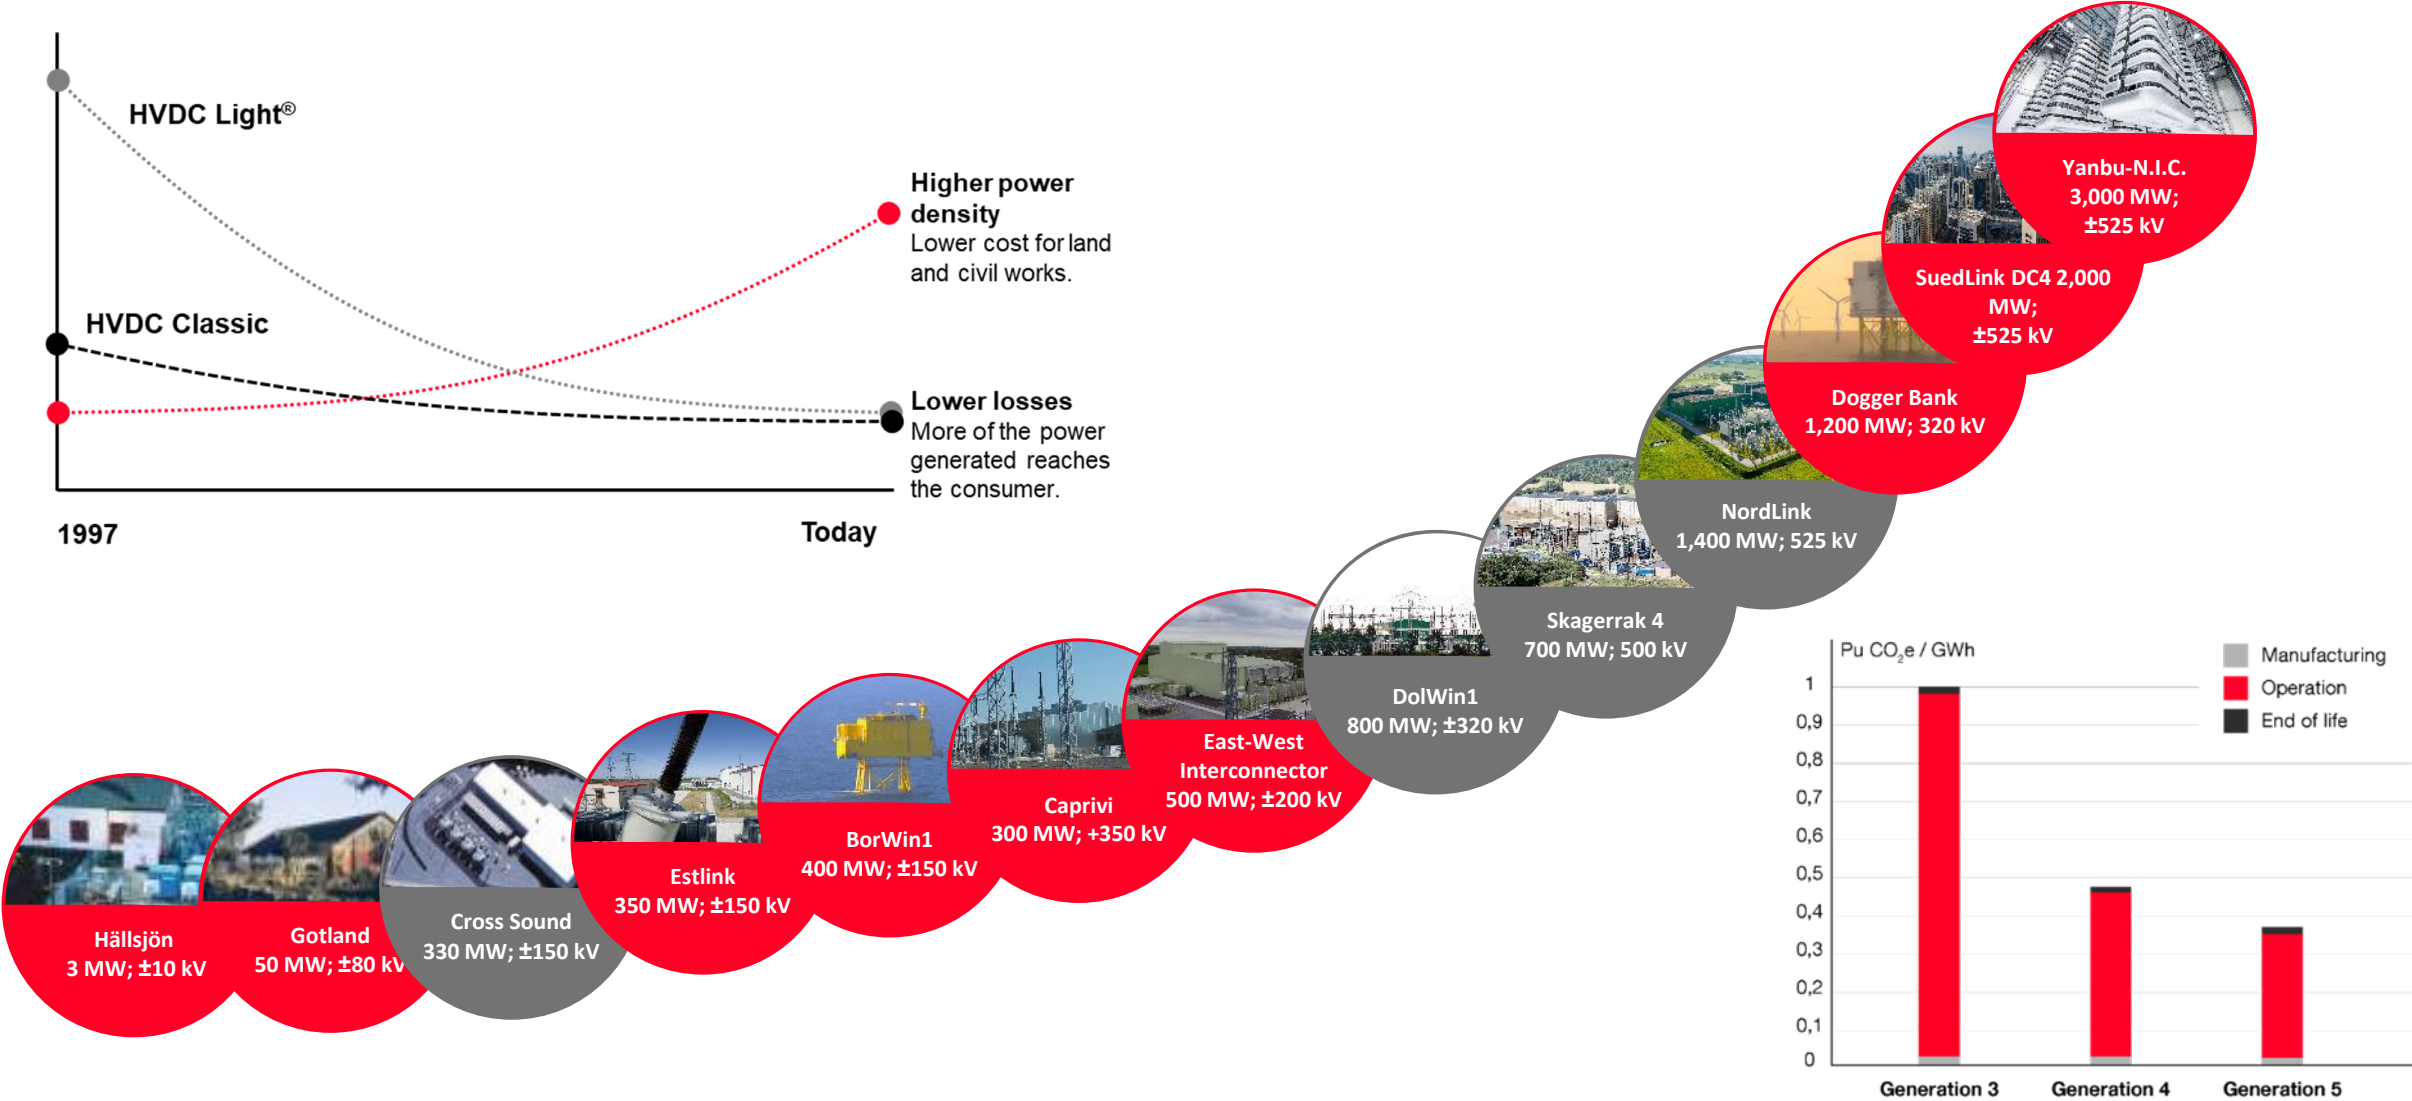 HVDC Light®
HVDC Classic
Higher power
density
Lower cost for land
and civil works.
Lower losses
More of the power
generated reaches
the consumer.
1997
Today
Hällsjön
3 MW; ±10 kV
Gotland
50 MW; ±80 kV
Cross Sound
330 MW; ±150 kV
Estlink
350 MW; ±150 kV
BorWin1
400 MW; ±150 kV
Caprivi
300 MW; +350 kV
East-West
Interconnector
500 MW; ±200 kV
DolWin1
800 MW; ±320 kV
Skagerrak 4
700 MW; 500 kV
NordLink
1,400 MW; 525 kV
Dogger Bank
1,200 MW; 320 kV
SuedLink DC4 2,000
MW;
±525 kV
Yanbu-N.I.C.
3,000 MW;
±525 kV
Pu CO₂e / GWh
1
0,9
0,8
0,7
0,6
0,5
0,4
0,3
0,2
0,1
0
Manufacturing
Operation
End of life
Generation 3
Generation 4
Generation 5